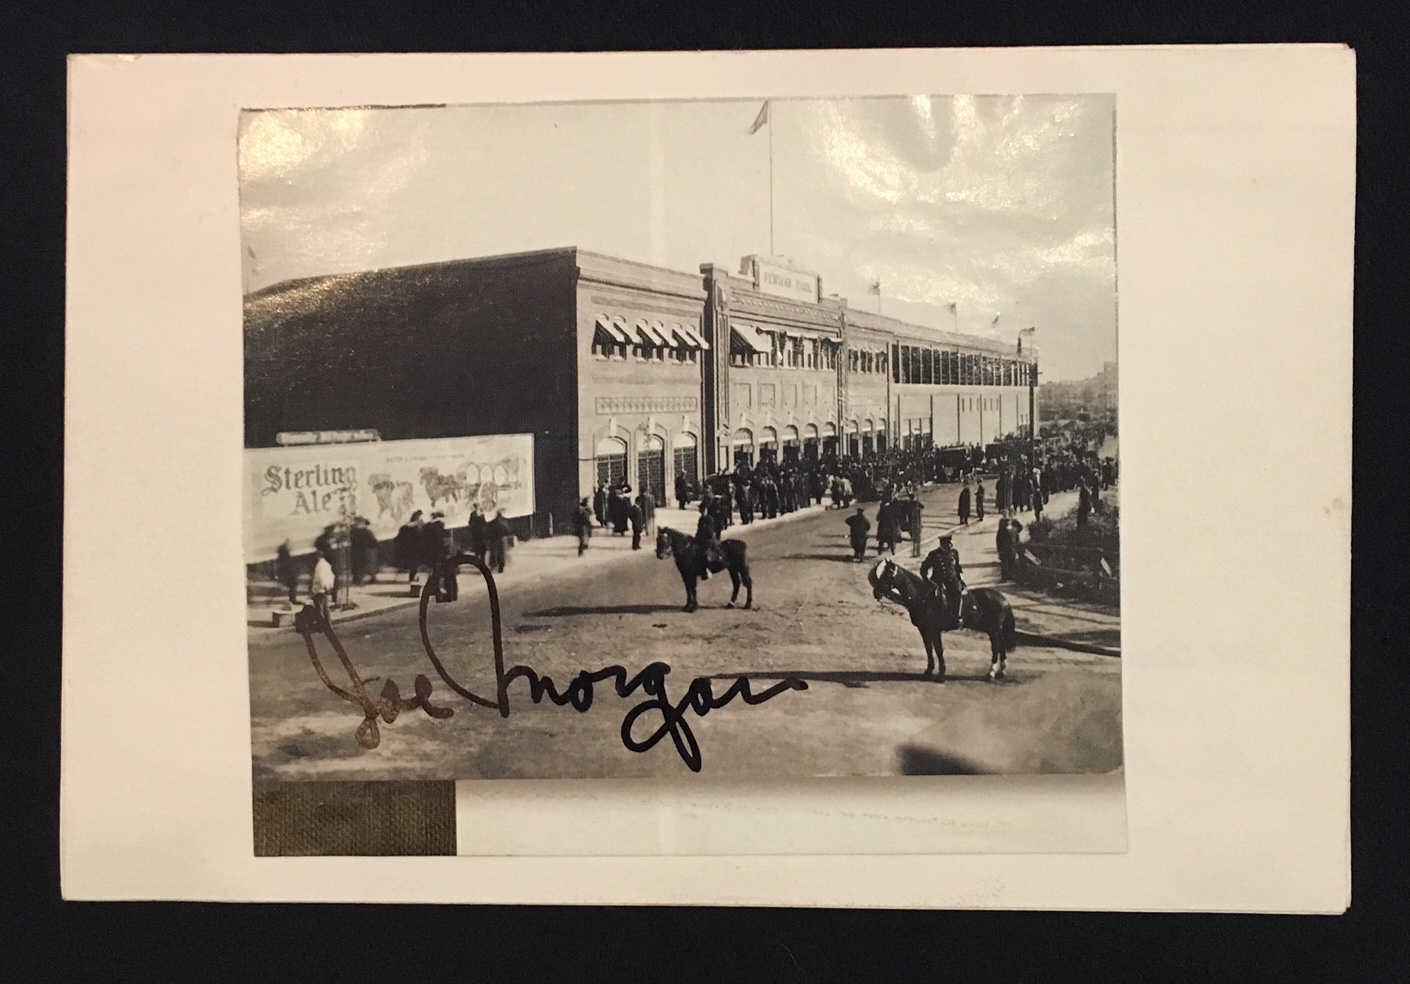 FENWAY PARK
Sterling
Ale
Joe Morgan